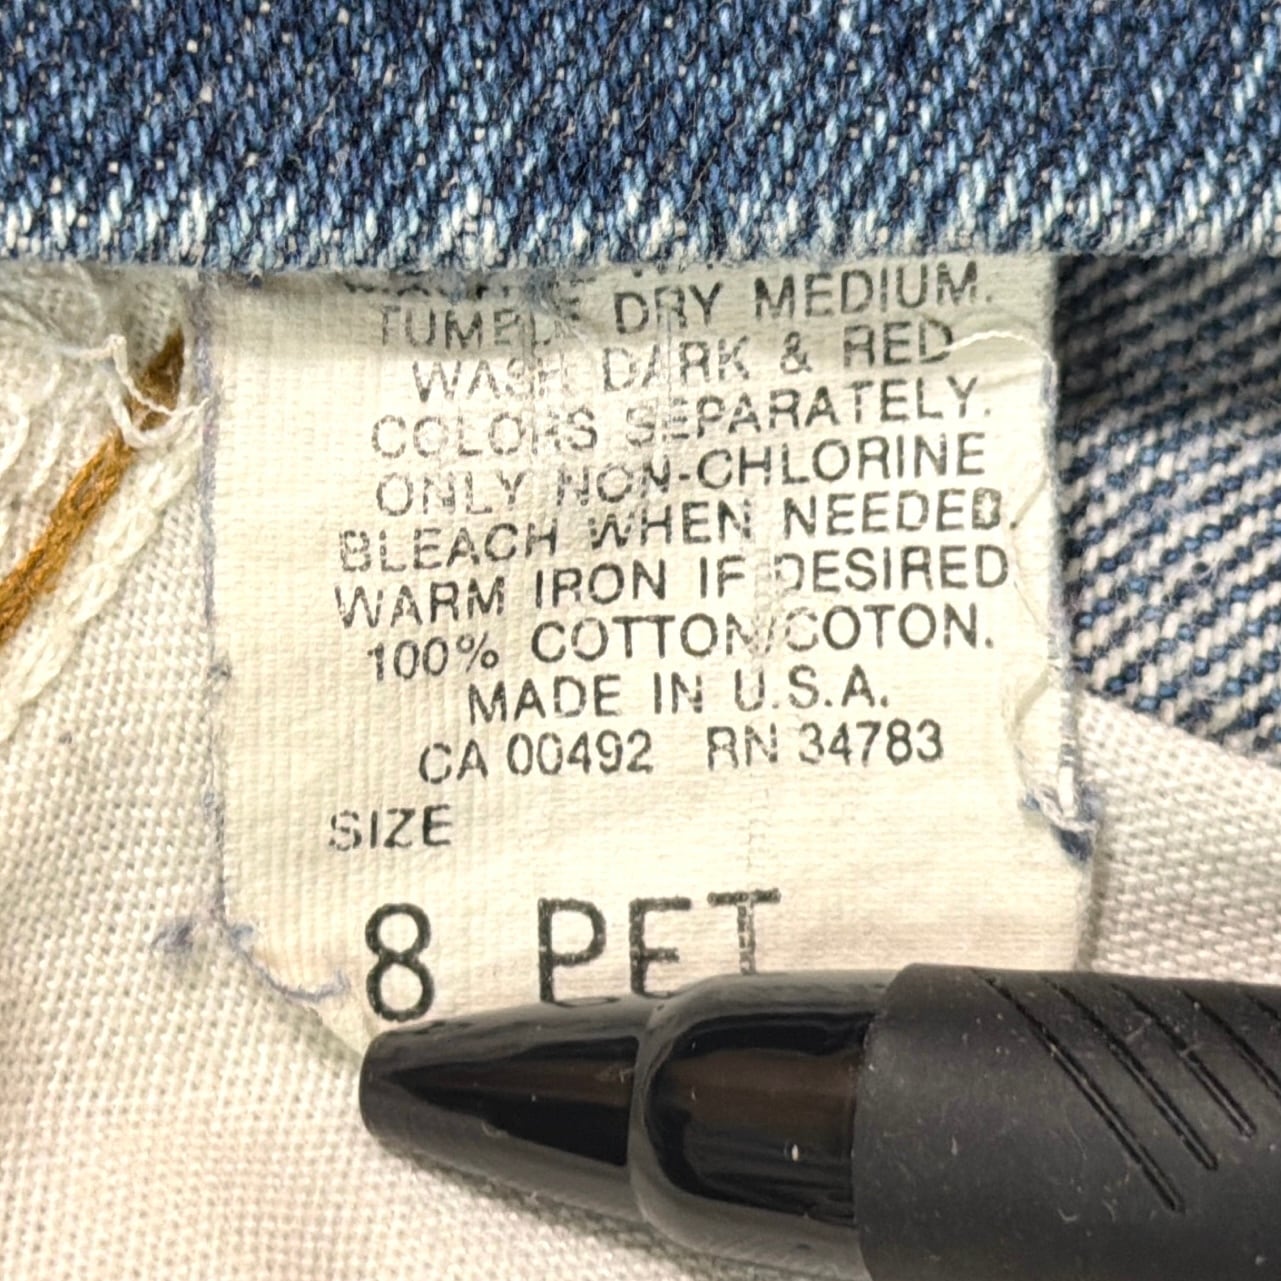 TUMBLE DRY MEDIUM.
WASH DARK & RED
COLORS SEPARATELY.
ONLY NON-CHLORINE
BLEACH WHEN NEEDED.
WARM IRON IF DESIRED
100% COTTON/COTON.
MADE IN U.S.A.
CA 00492 RN 34783
SIZE
8 PET